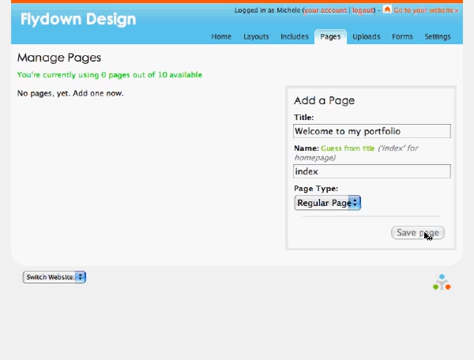 Logged in as Michele (your account | logout) - Go to your website »
Flydown Design
Home Layouts Includes Pages Uploads Forms Settings
Manage Pages
You're currently using 0 pages out of 10 available
No pages, yet. Add one now.
Add a Page
Title:
Welcome to my portfolio
Name: Guess from title ('index' for
homepage)
index
Page Type:
Regular Page
Save page
Switch Website: